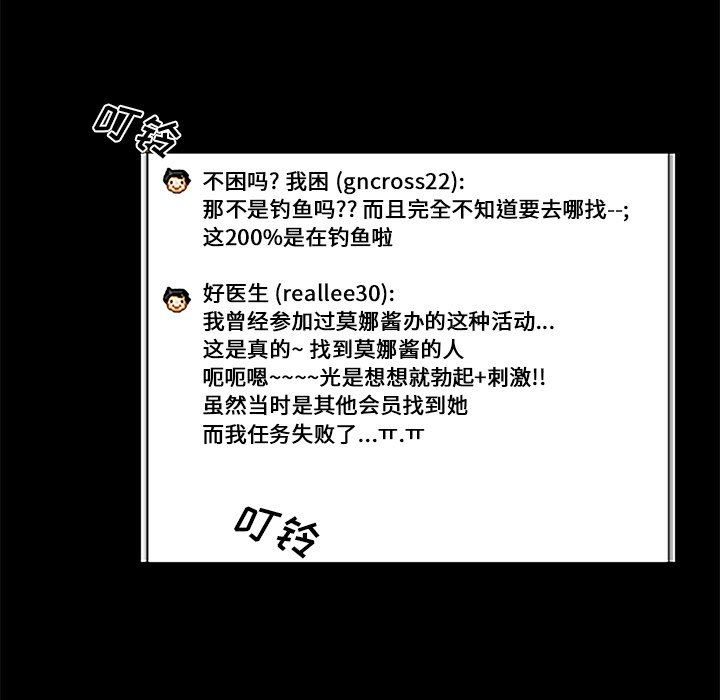 叮铃
不困吗? 我困 (gncross22):
那不是钓鱼吗?? 而且完全不知道要去哪找--;
这200%是在钓鱼啦
好医生 (reallee30):
我曾经参加过莫娜酱办的这种活动...
这是真的~ 找到莫娜酱的人
呃呃嗯~~~~光是想想就勃起+刺激!!
虽然当时是其他会员找到她
而我任务失败了...ㅠ.ㅠ
叮铃